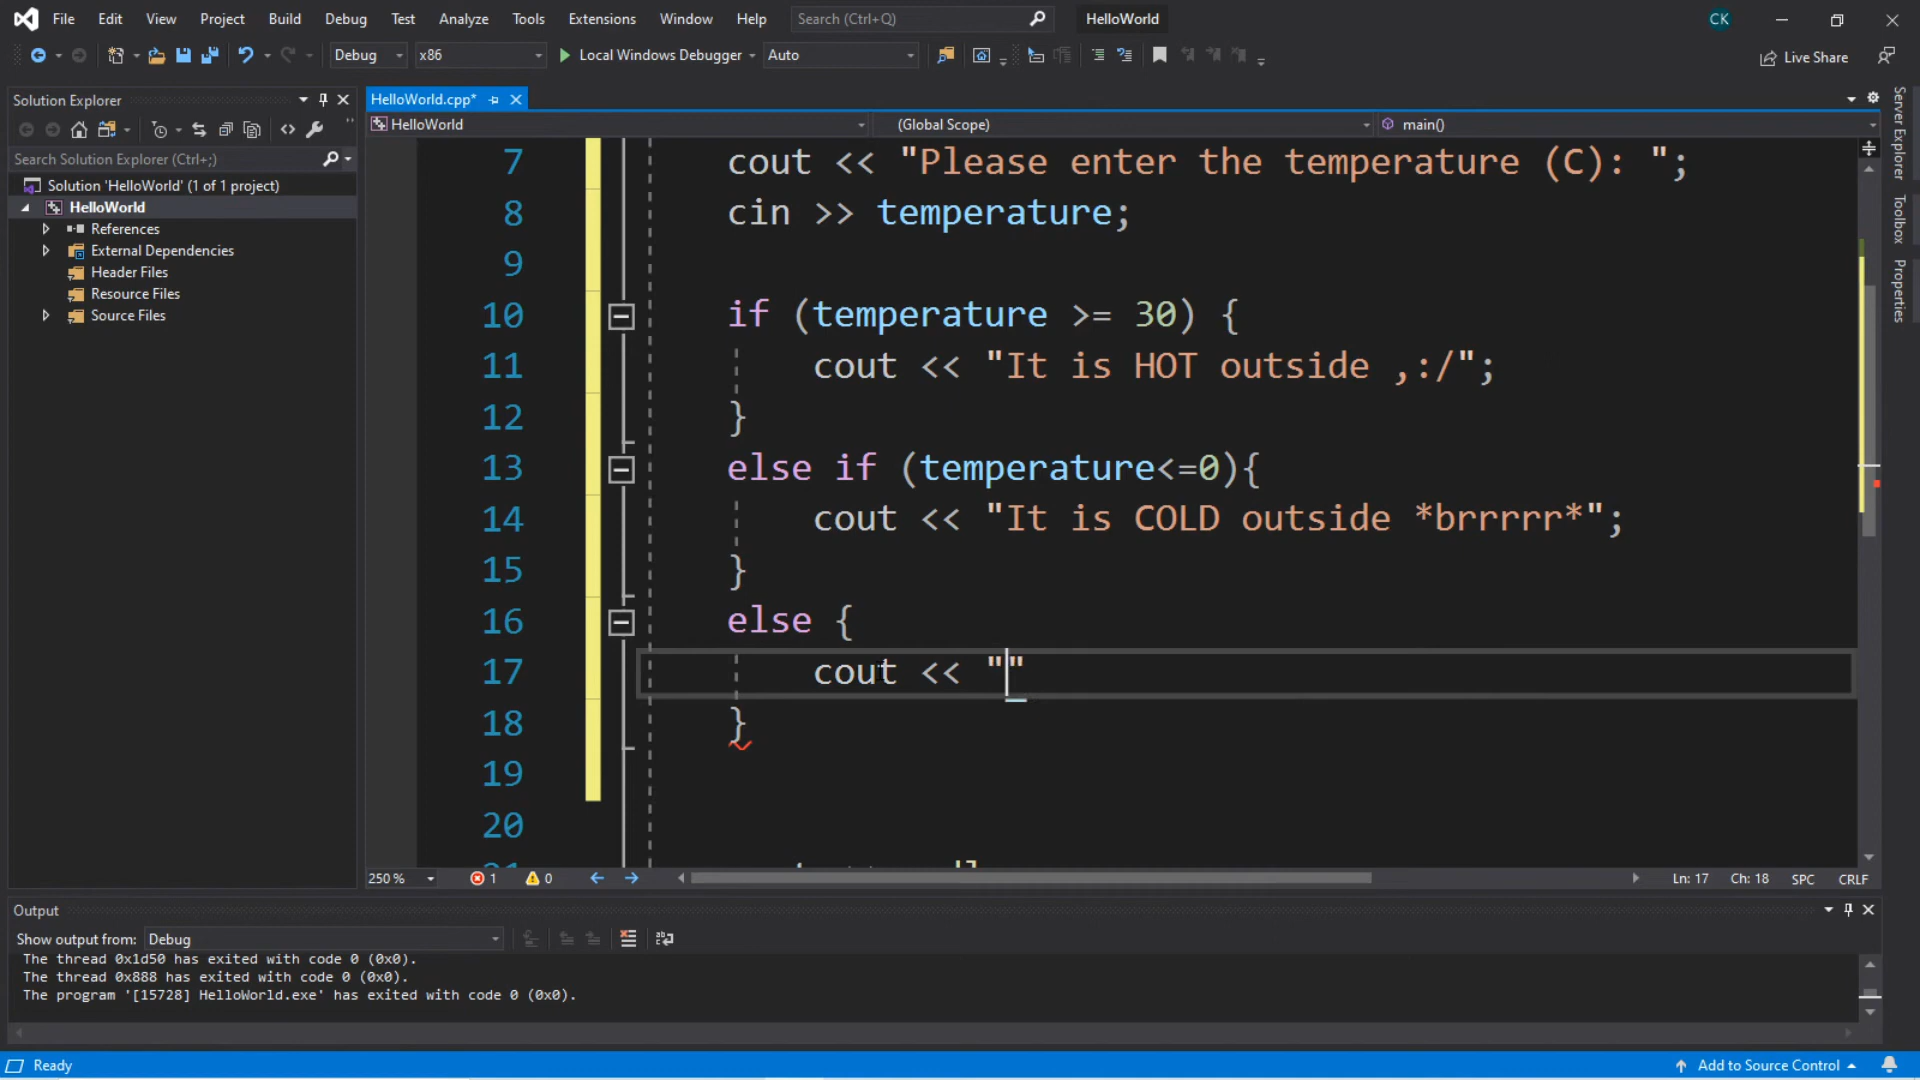 File Edit View Project Build Debug Test Analyze Tools Extensions Window Help Search (Ctrl+Q) HelloWorld CK
Debug x86 Local Windows Debugger Auto Live Share
Solution Explorer
Search Solution Explorer (Ctrl+;)
Solution 'HelloWorld' (1 of 1 project)
HelloWorld
References
External Dependencies
Header Files
Resource Files
Source Files
HelloWorld.cpp*
HelloWorld (Global Scope) main()
7 cout << "Please enter the temperature (C): ";
8 cin >> temperature;
9
10 if (temperature >= 30) {
11 cout << "It is HOT outside ,:/";
12 }
13 else if (temperature<=0){
14 cout << "It is COLD outside *brrrrr*";
15 }
16 else {
17 cout << ""
18 }
19
20
250 % 1 0 Ln: 17 Ch: 18 SPC CRLF
Server Explorer
Toolbox
Properties
Output
Show output from: Debug
The thread 0x1d50 has exited with code 0 (0x0).
The thread 0x888 has exited with code 0 (0x0).
The program '[15728] HelloWorld.exe' has exited with code 0 (0x0).
Ready Add to Source Control